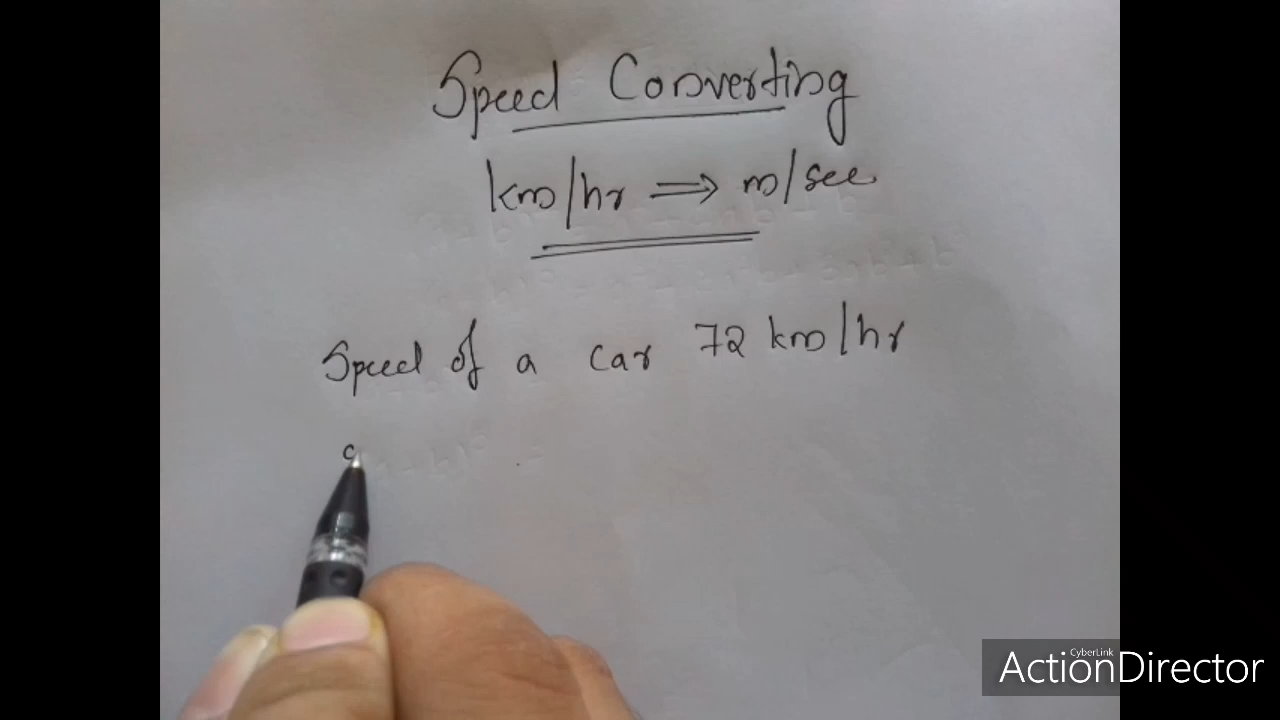 Speed Converting
km/hr ⇒ m/sec
Speed of a car 72 km/hr
CyberLink
ActionDirector